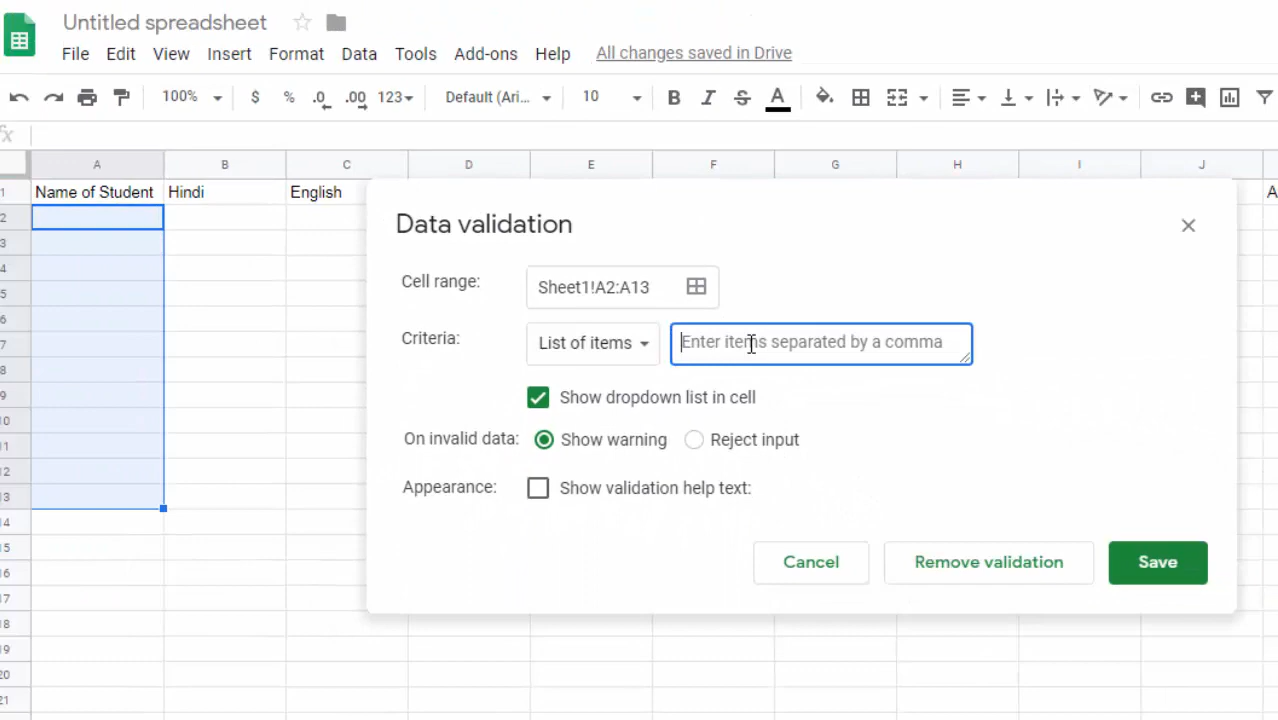 Untitled spreadsheet
File Edit View Insert Format Data Tools Add-ons Help All changes saved in Drive
100% $ % .0 .00 123 Default (Ari... 10 B I S A
fx
A B C D E F G H I J
1 Name of Student Hindi English A
2
3
4
5
6
7
8
9
10
11
12
13
14
15
16
17
18
19
20
21
Data validation
Cell range: Sheet1!A2:A13
Criteria: List of items Enter items separated by a comma
Show dropdown list in cell
On invalid data: Show warning Reject input
Appearance: Show validation help text:
Cancel Remove validation Save